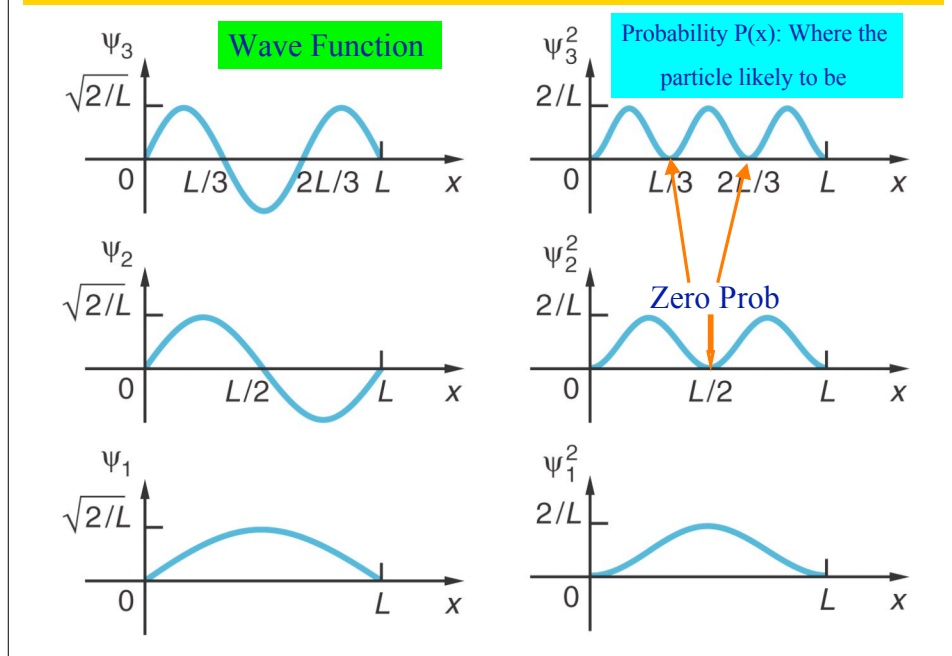 Wave Function
Probability P(x): Where the
particle likely to be
ψ₃
√2/L
0
L/3
2L/3
L
x
ψ₃²
2/L
0
L/3
2L/3
L
x
Zero Prob
ψ₂
√2/L
0
L/2
L
x
ψ₂²
2/L
0
L/2
L
x
ψ₁
√2/L
0
L
x
ψ₁²
2/L
0
L
x